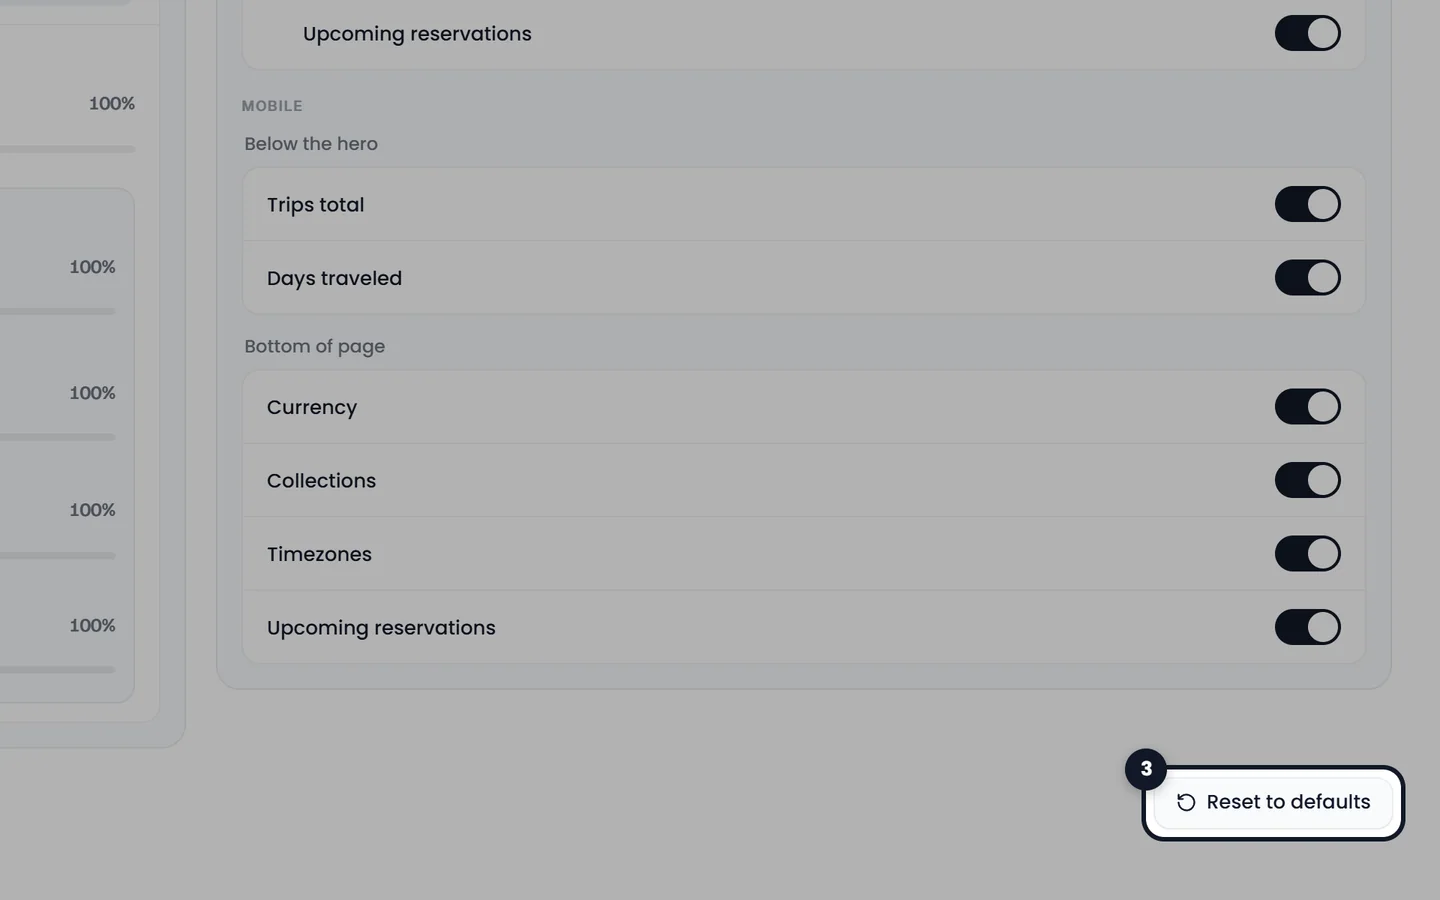 Upcoming reservations
100%
MOBILE
Below the hero
Trips total
100%
Days traveled
Bottom of page
100%
Currency
Collections
100%
Timezones
100%
Upcoming reservations
3
Reset to defaults